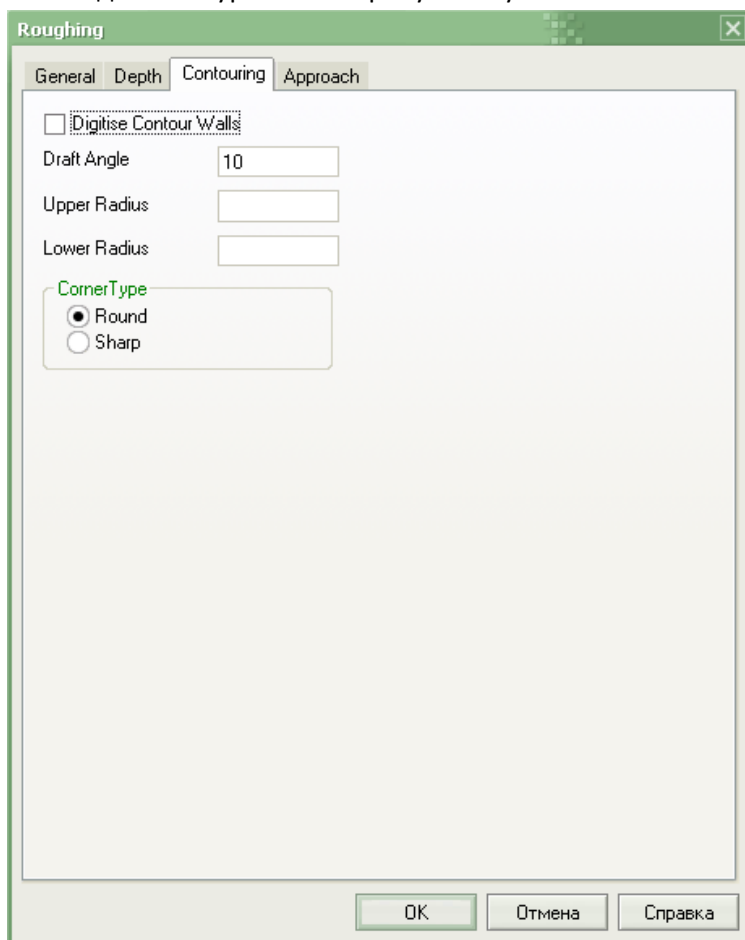 Roughing
General Depth Contouring Approach
Digitise Contour Walls
Draft Angle 10
Upper Radius
Lower Radius
CornerType
Round
Sharp
OK Отмена Справка